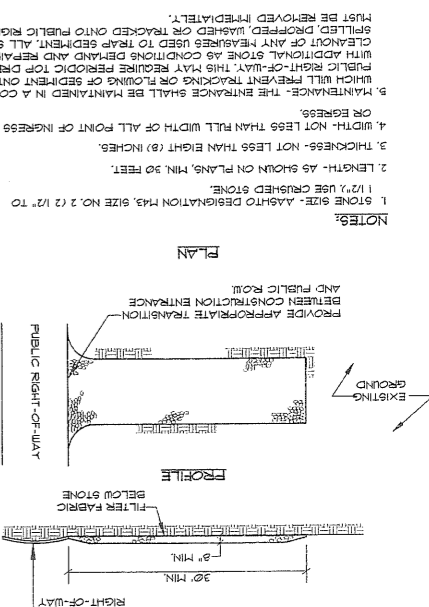 RIGHT-OF-WAY
30' MIN.
8" MIN.
FILTER FABRIC
BELOW STONE
PROFILE
EXISTING
GROUND
PUBLIC RIGHT-OF-WAY
PROVIDE APPROPRIATE TRANSITION
BETWEEN CONSTRUCTION ENTRANCE
AND PUBLIC R.O.W.
PLAN
NOTES:
1. STONE SIZE- AASHTO DESIGNATION M43, SIZE NO. 2 (2 1/2" TO
1 1/2"), USE CRUSHED STONE.
2. LENGTH- AS SHOWN ON PLANS, MIN. 30 FEET.
3. THICKNESS- NOT LESS THAN EIGHT (8) INCHES.
4. WIDTH- NOT LESS THAN FULL WIDTH OF ALL POINT OF INGRESS
OR EGRESS.
5. MAINTENANCE- THE ENTRANCE SHALL BE MAINTAINED IN A
WHICH WILL PREVENT TRACKING OR FLOWING OF SEDIMENT
PUBLIC RIGHT-OF-WAY. THIS MAY REQUIRE PERIODIC TOP
WITH ADDITIONAL STONE AS CONDITIONS DEMAND AND
CLEANOUT OF ANY MEASURES USED TO TRAP SEDIMENT. ALL
SPILLED, DROPPED, WASHED OR TRACKED ONTO PUBLIC
MUST BE REMOVED IMMEDIATELY.